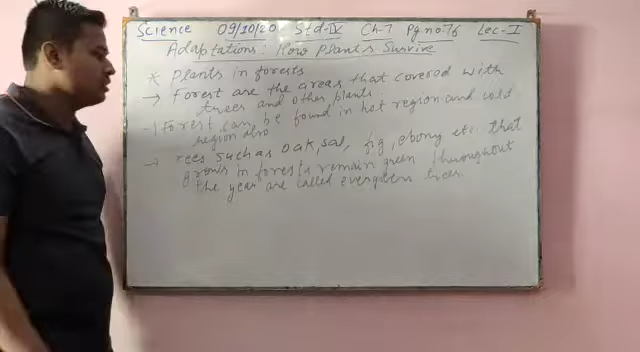 Science 09/10/20 Std-IV Ch-7 Pg no-76 Lec-I
Adaptations: How Plants Survive
* Plants in forests
→ Forest are the areas that covered with
trees and other plants.
→ Forest can be found in hot region and cold
region also
→ rees such as oak, sal, fig, ebony etc. that
grows in forests remain green throughout
the year are called evergreen trees.